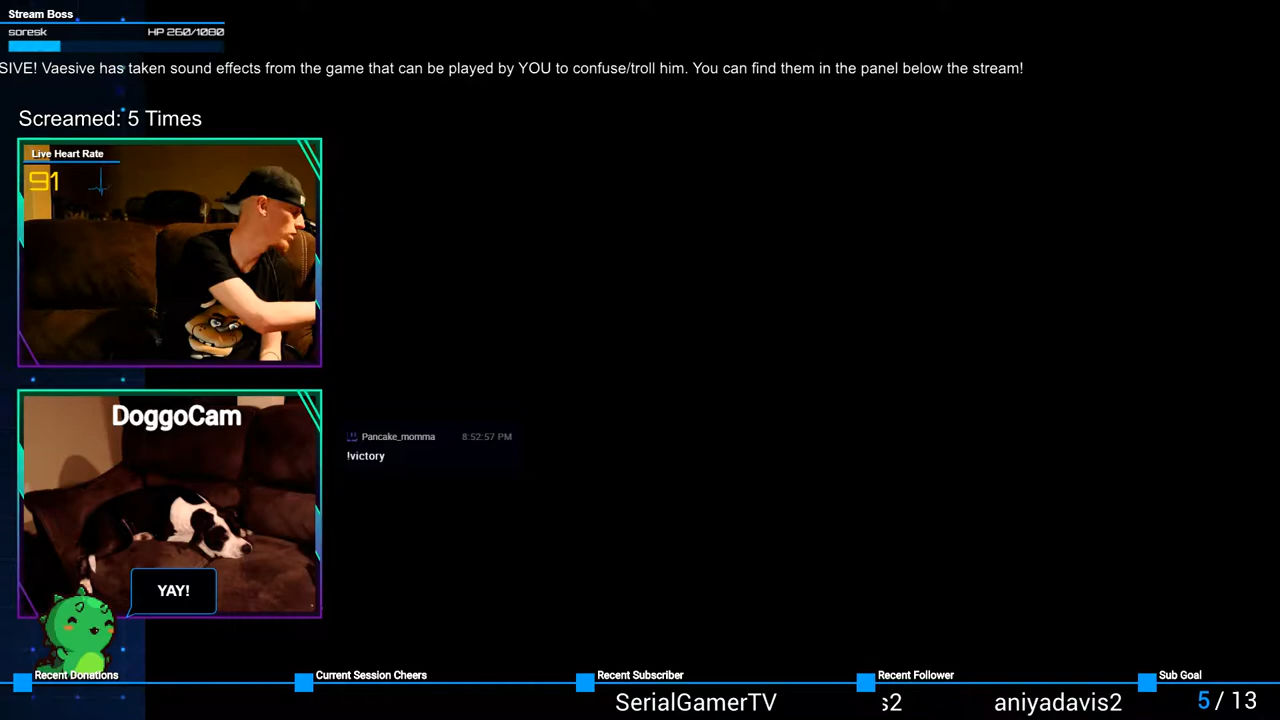 Stream Boss
soresk HP 260/1080
SIVE! Vaesive has taken sound effects from the game that can be played by YOU to confuse/troll him. You can find them in the panel below the stream!
Screamed: 5 Times
Live Heart Rate
91
DoggoCam
Pancake_momma 8:52:57 PM
!victory
YAY!
Recent Donations
Current Session Cheers
Recent Subscriber
SerialGamerTV
Recent Follower
s2 aniyadavis2
Sub Goal
5 / 13